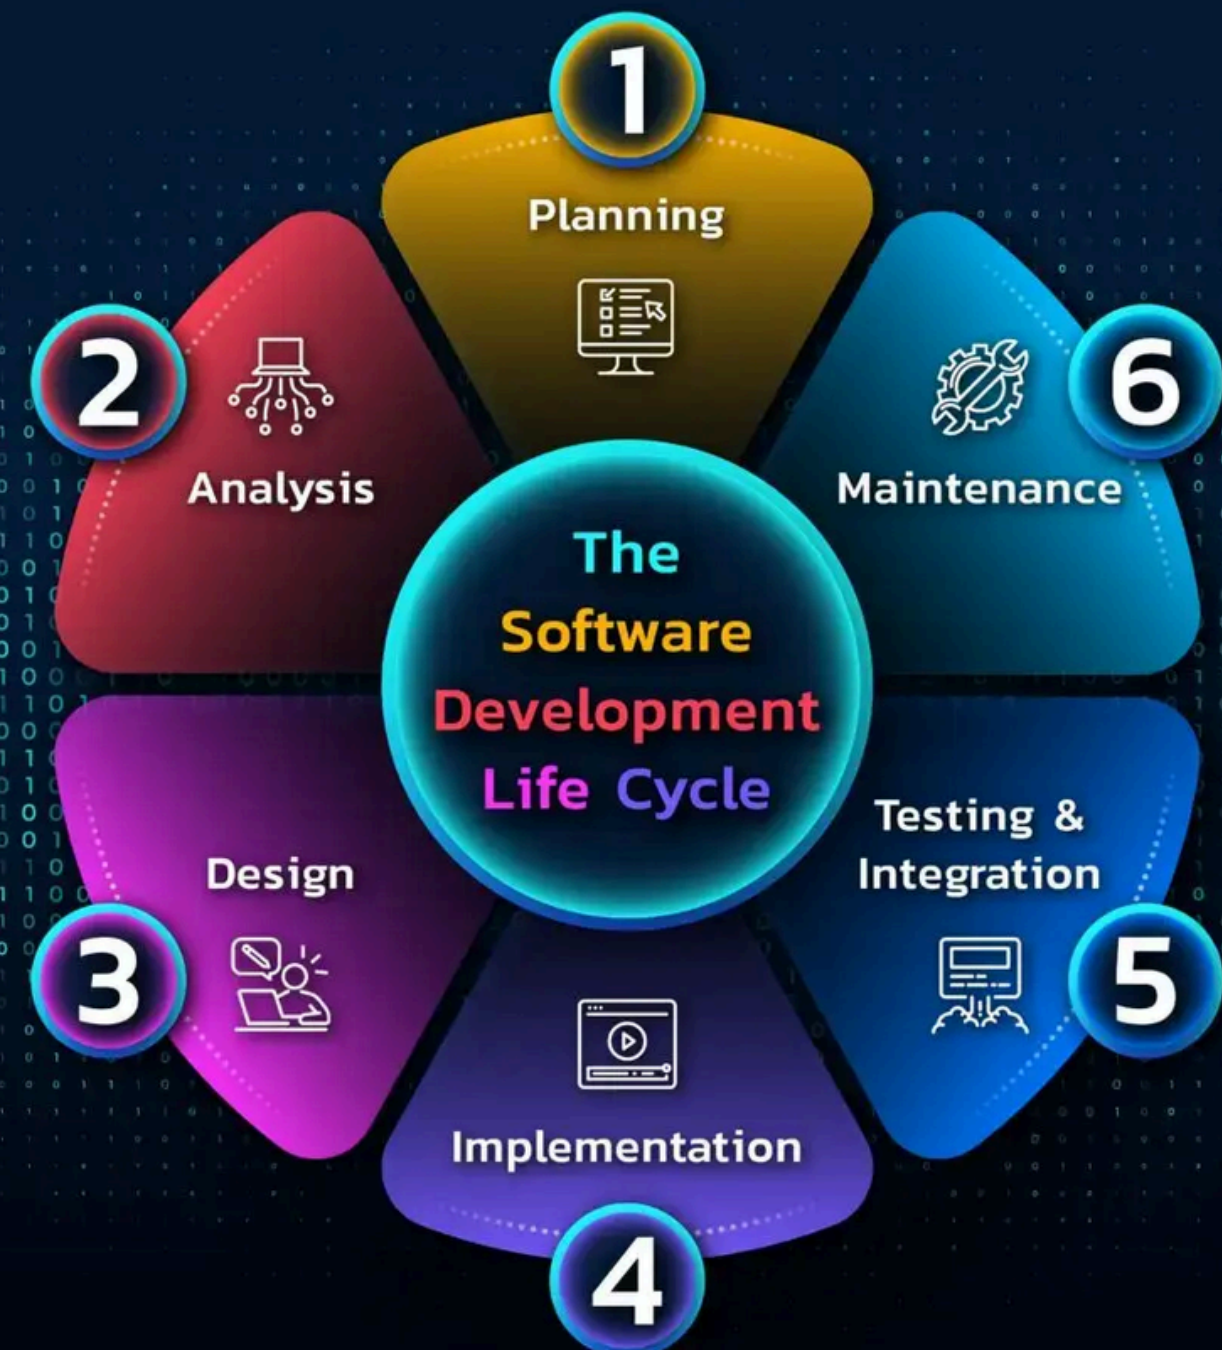 1
Planning
2
Analysis
3
Design
4
Implementation
5
Testing &
Integration
6
Maintenance
The
Software
Development
Life Cycle